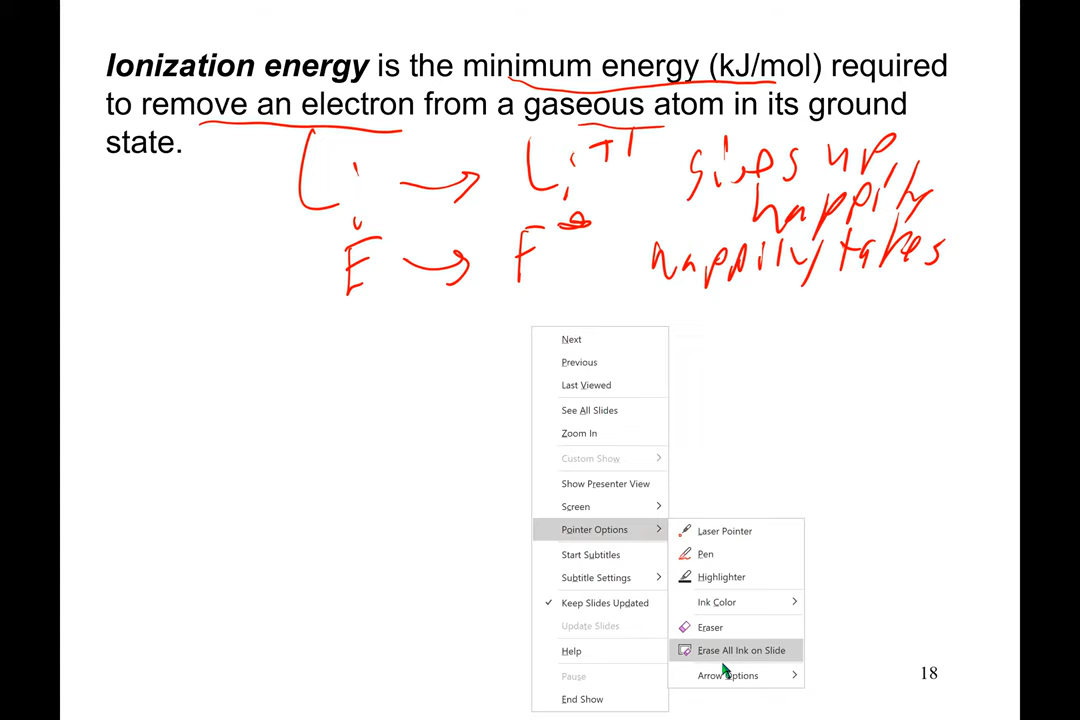 Ionization energy is the minimum energy (kJ/mol) required
to remove an electron from a gaseous atom in its ground
state.
Li → Li gives up
happily
F → F happily takes
Next
Previous
Last Viewed
See All Slides
Zoom In
Custom Show
Show Presenter View
Screen
Pointer Options
Start Subtitles
Subtitle Settings
Keep Slides Updated
Update Slides
Help
Pause
End Show
Laser Pointer
Pen
Highlighter
Ink Color
Eraser
Erase All Ink on Slide
Arrow Options
18